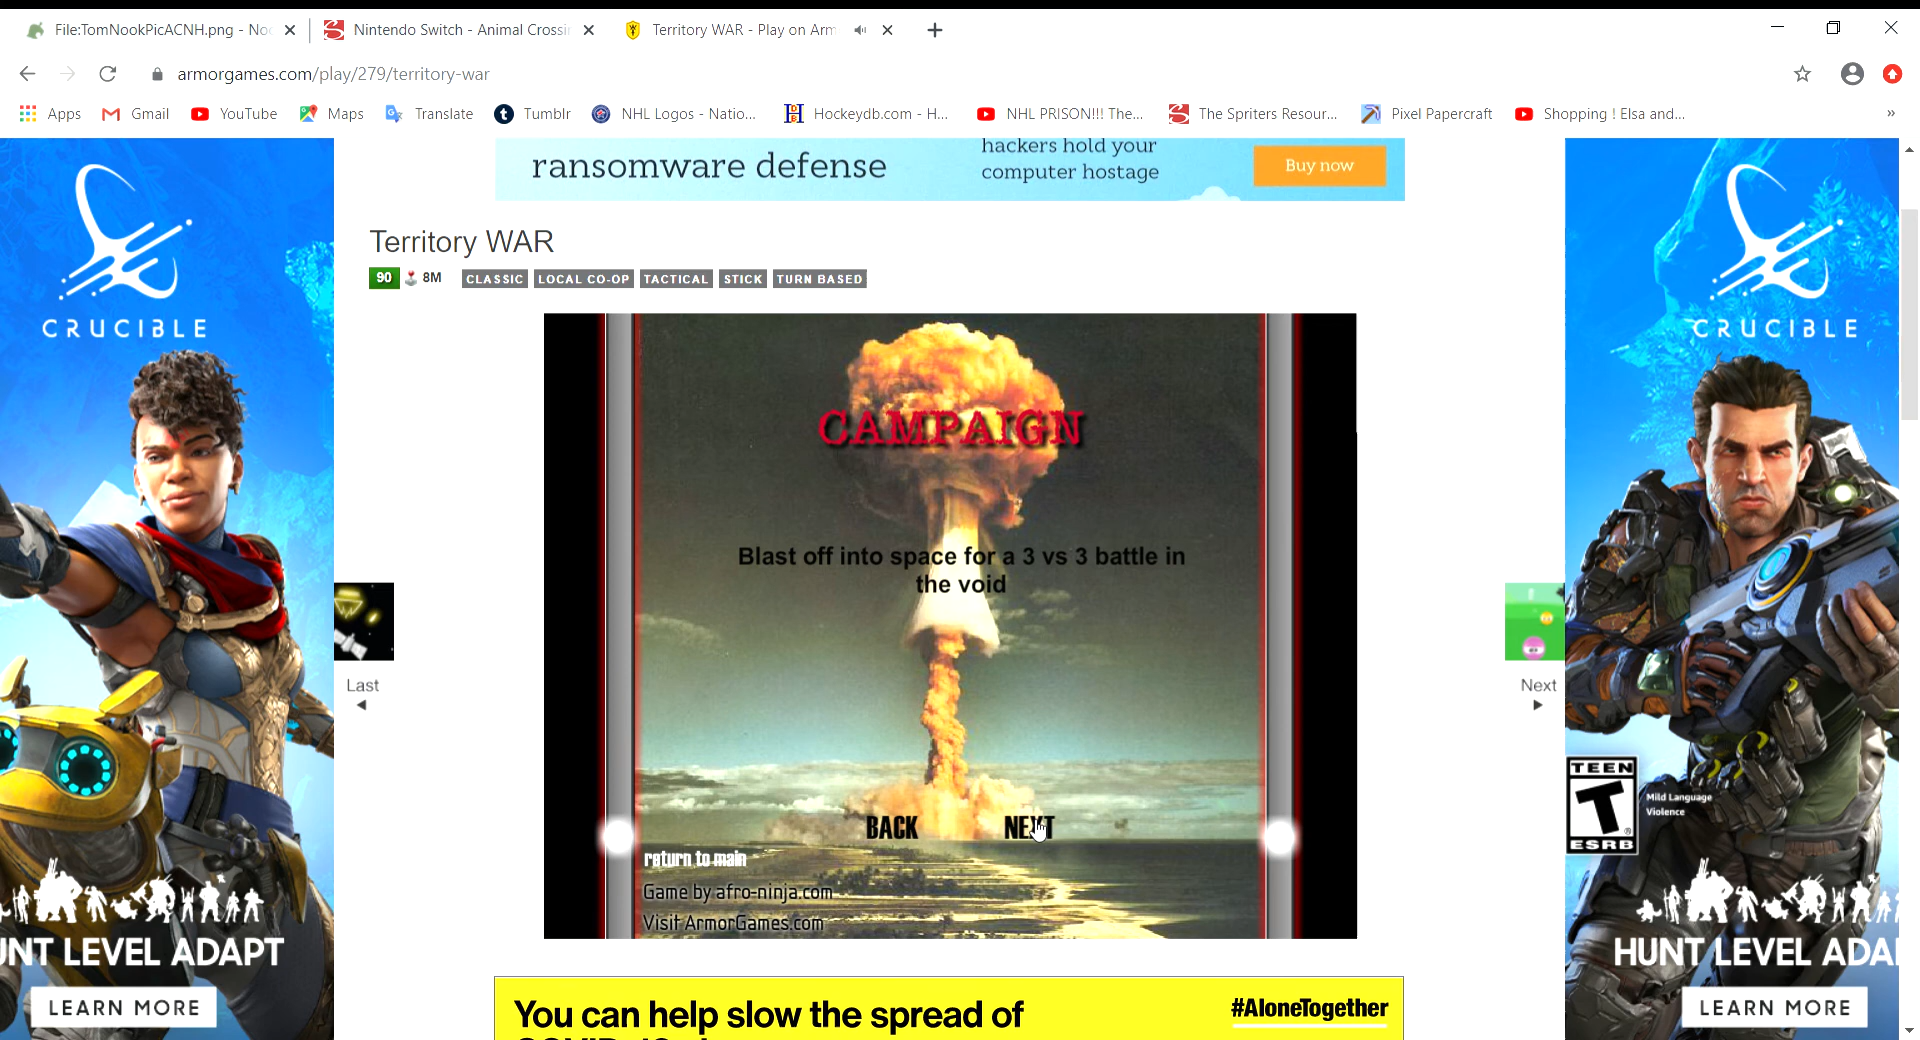 File:TomNookPicACNH.png - Noo
Nintendo Switch - Animal Crossin
Territory WAR - Play on Arm
armorgames.com/play/279/territory-war
Apps
Gmail
YouTube
Maps
Translate
Tumblr
NHL Logos - Natio...
Hockeydb.com - H...
NHL PRISON!!! The...
The Spriters Resour...
Pixel Papercraft
Shopping ! Elsa and...
»
ransomware defense
hackers hold your
computer hostage
Buy now
CRUCIBLE
Territory WAR
90
8M
CLASSIC
LOCAL CO-OP
TACTICAL
STICK
TURN BASED
CRUCIBLE
CAMPAIGN
Blast off into space for a 3 vs 3 battle in
the void
Last
Next
BACK
NEXT
return to main
Game by afro-ninja.com
Visit ArmorGames.com
TEEN
T
ESRB
Mild Language
Violence
UNT LEVEL ADAPT
LEARN MORE
HUNT LEVEL ADA
LEARN MORE
You can help slow the spread of
#AloneTogether